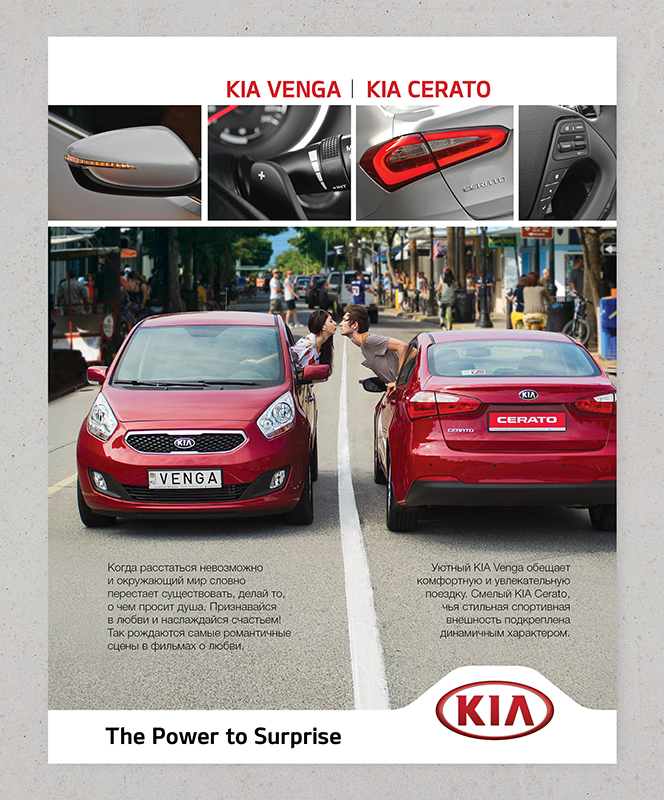 KIA VENGA | KIA CERATO
CERATO
KIA
VENGA
KIA
CERATO
CERATO
Когда расстаться невозможно
и окружающий мир словно
перестает существовать, делай то,
о чем просит душа. Признавайся
в любви и наслаждайся счастьем!
Так рождаются самые романтичные
сцены в фильмах о любви.
Уютный KIA Venga обещает
комфортную и увлекательную
поездку. Смелый KIA Cerato,
чья стильная спортивная
внешность подкреплена
динамичным характером.
KIA
The Power to Surprise